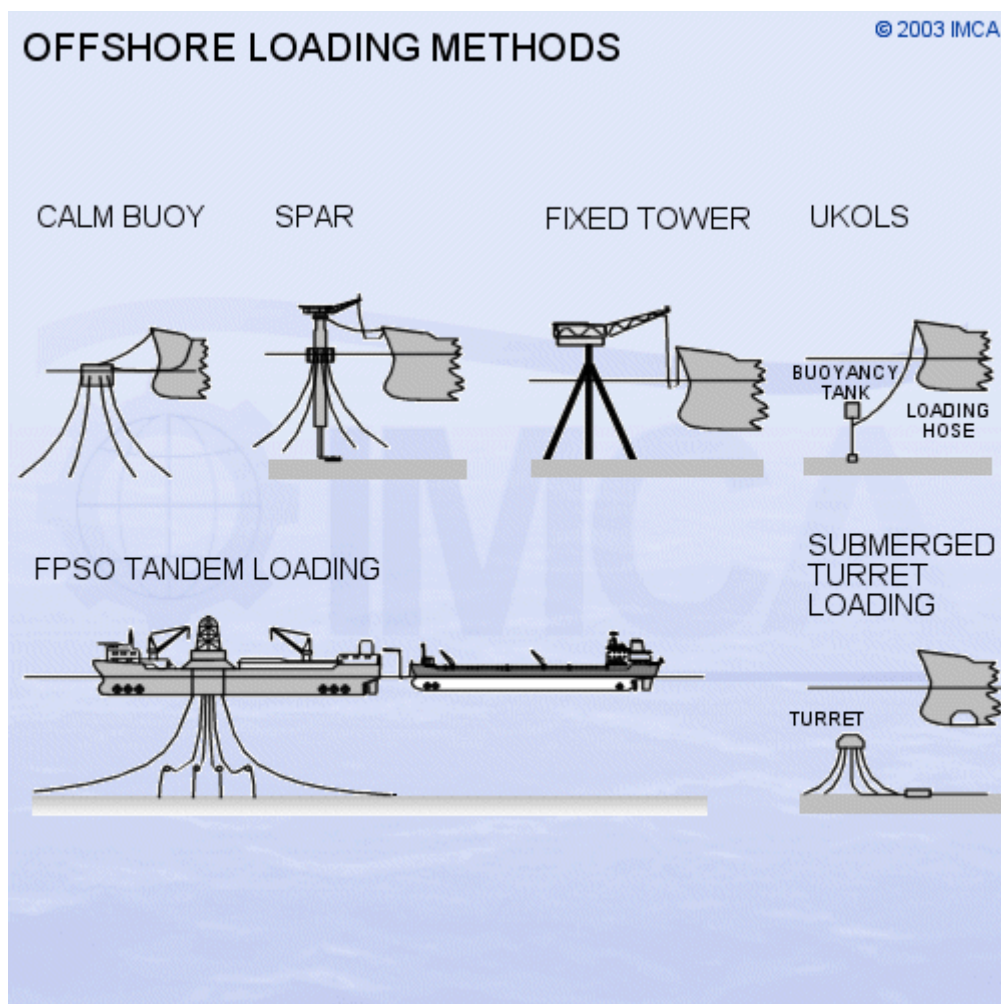 OFFSHORE LOADING METHODS
© 2003 IMCA
CALM BUOY
SPAR
FIXED TOWER
UKOLS
BUOYANCY
TANK
LOADING
HOSE
IMCA
FPSO TANDEM LOADING
SUBMERGED
TURRET
LOADING
TURRET